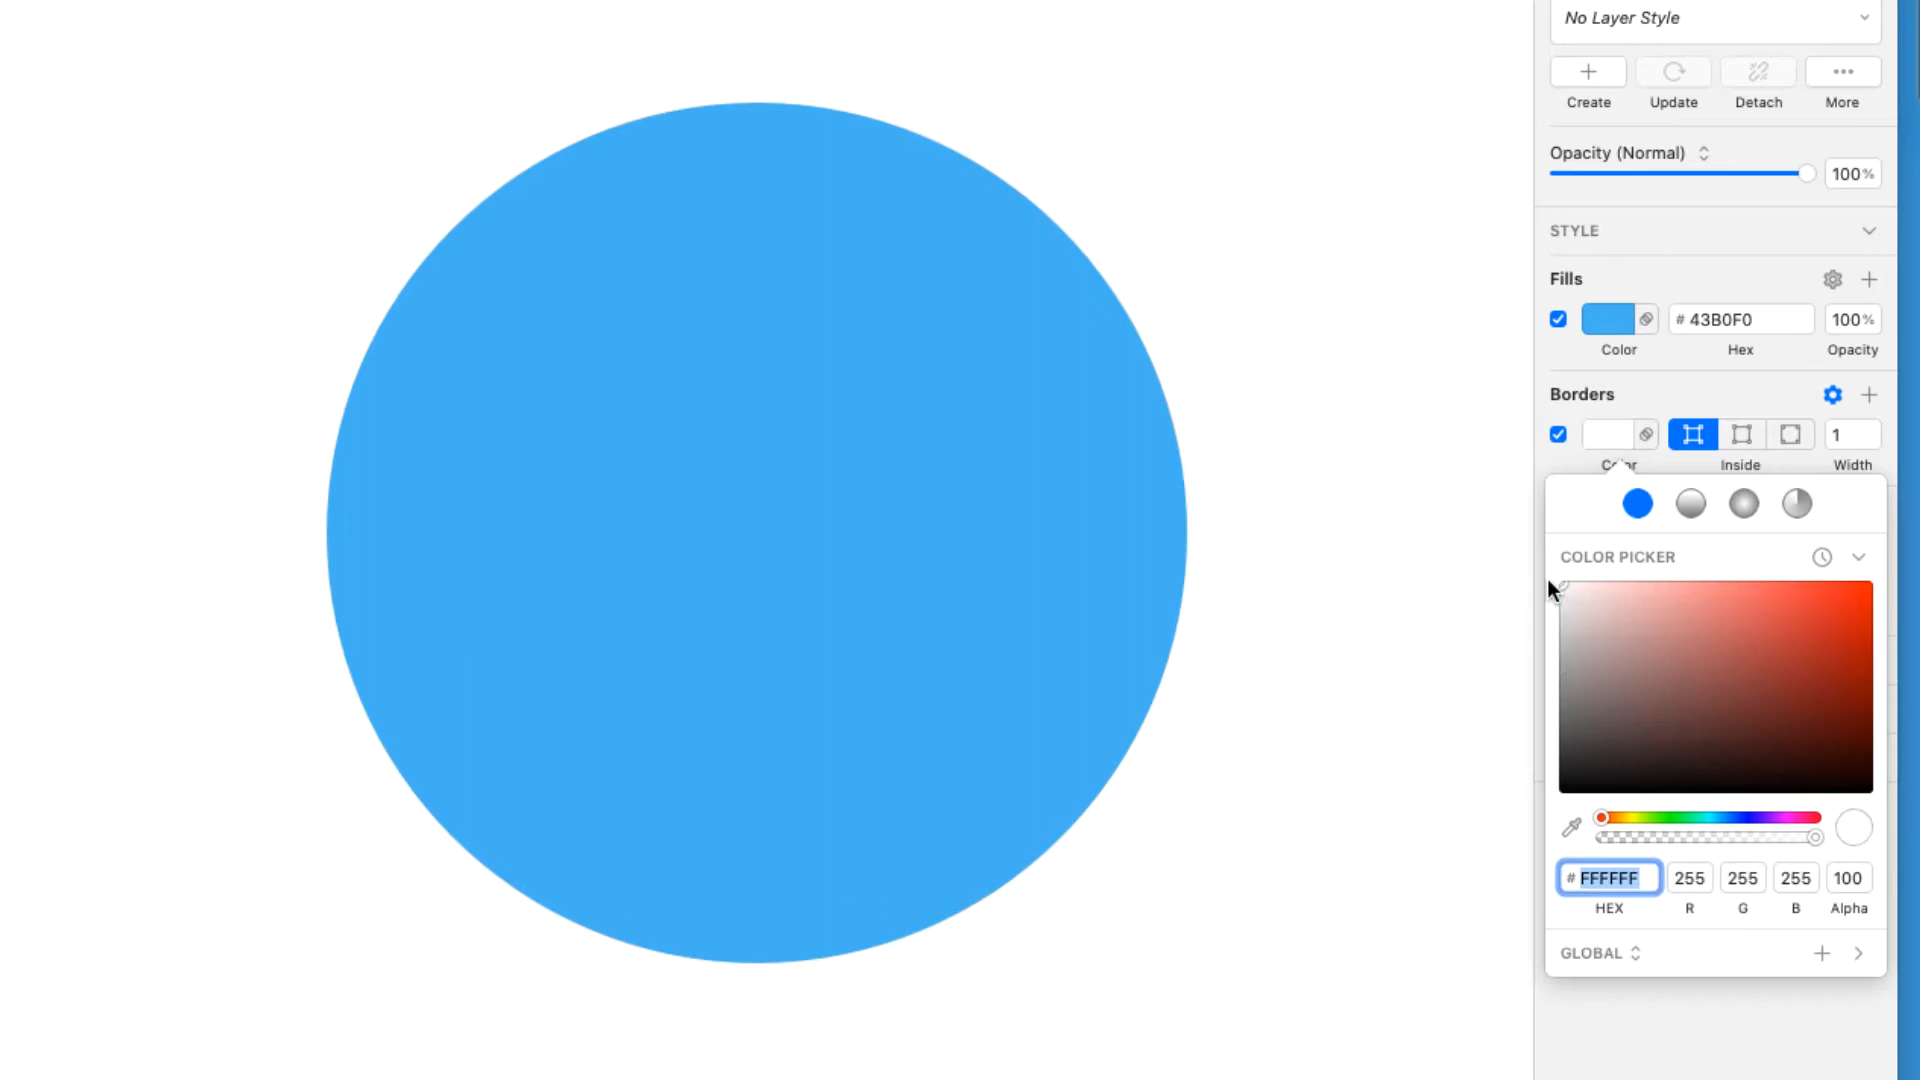 No Layer Style
Create Update Detach More
Opacity (Normal)
100%
STYLE
Fills
# 43B0F0 100%
Color Hex Opacity
Borders
1
Color Inside Width
COLOR PICKER
# FFFFFF 255 255 255 100
HEX R G B Alpha
GLOBAL